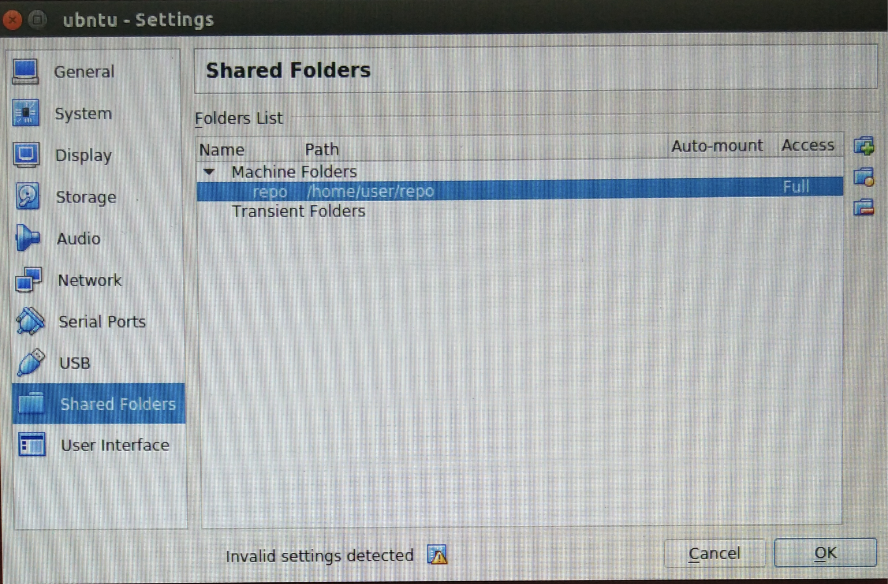 ubntu - Settings
General
System
Display
Storage
Audio
Network
Serial Ports
USB
Shared Folders
User Interface
Shared Folders
Folders List
Name Path Auto-mount Access
Machine Folders
repo /home/user/repo Full
Transient Folders
Invalid settings detected
Cancel OK